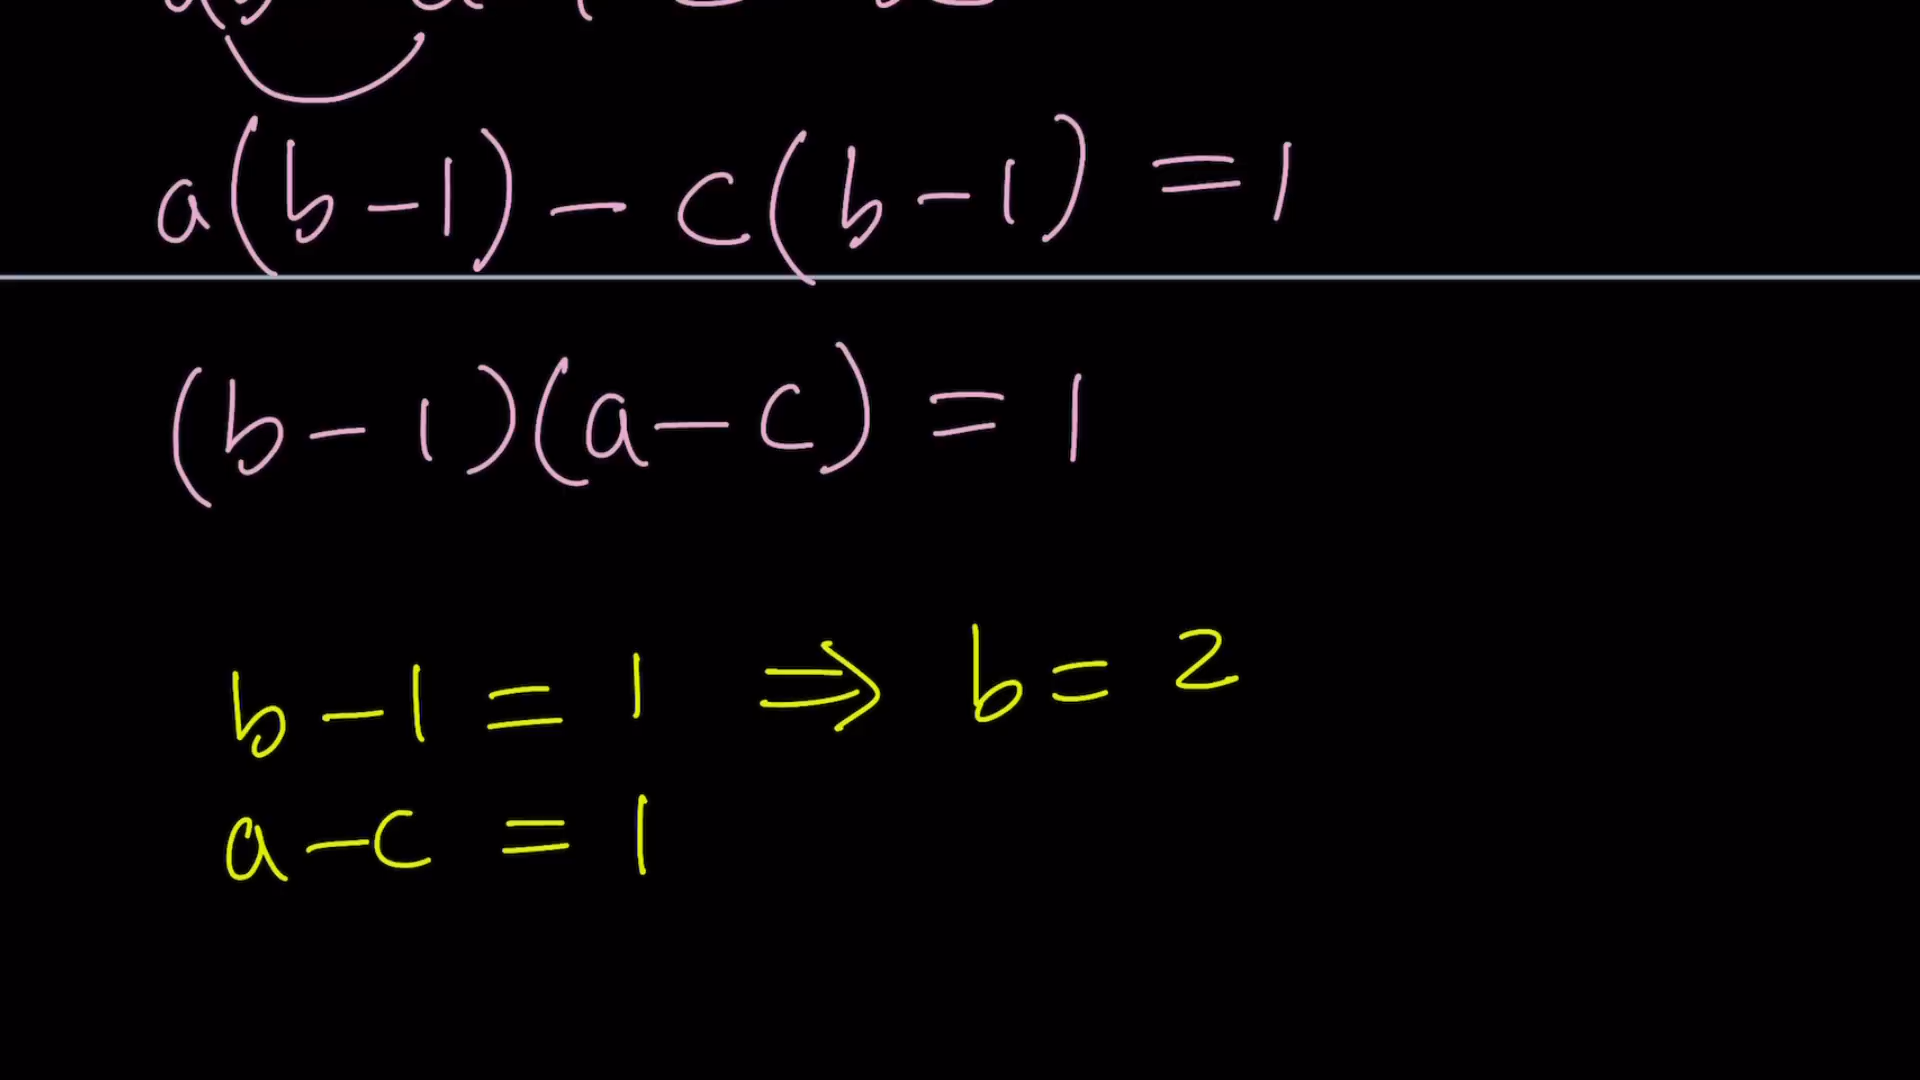 a(b-1) - c(b-1) = 1
(b-1)(a-c) = 1
b-1 = 1 ⇒ b = 2
a-c = 1